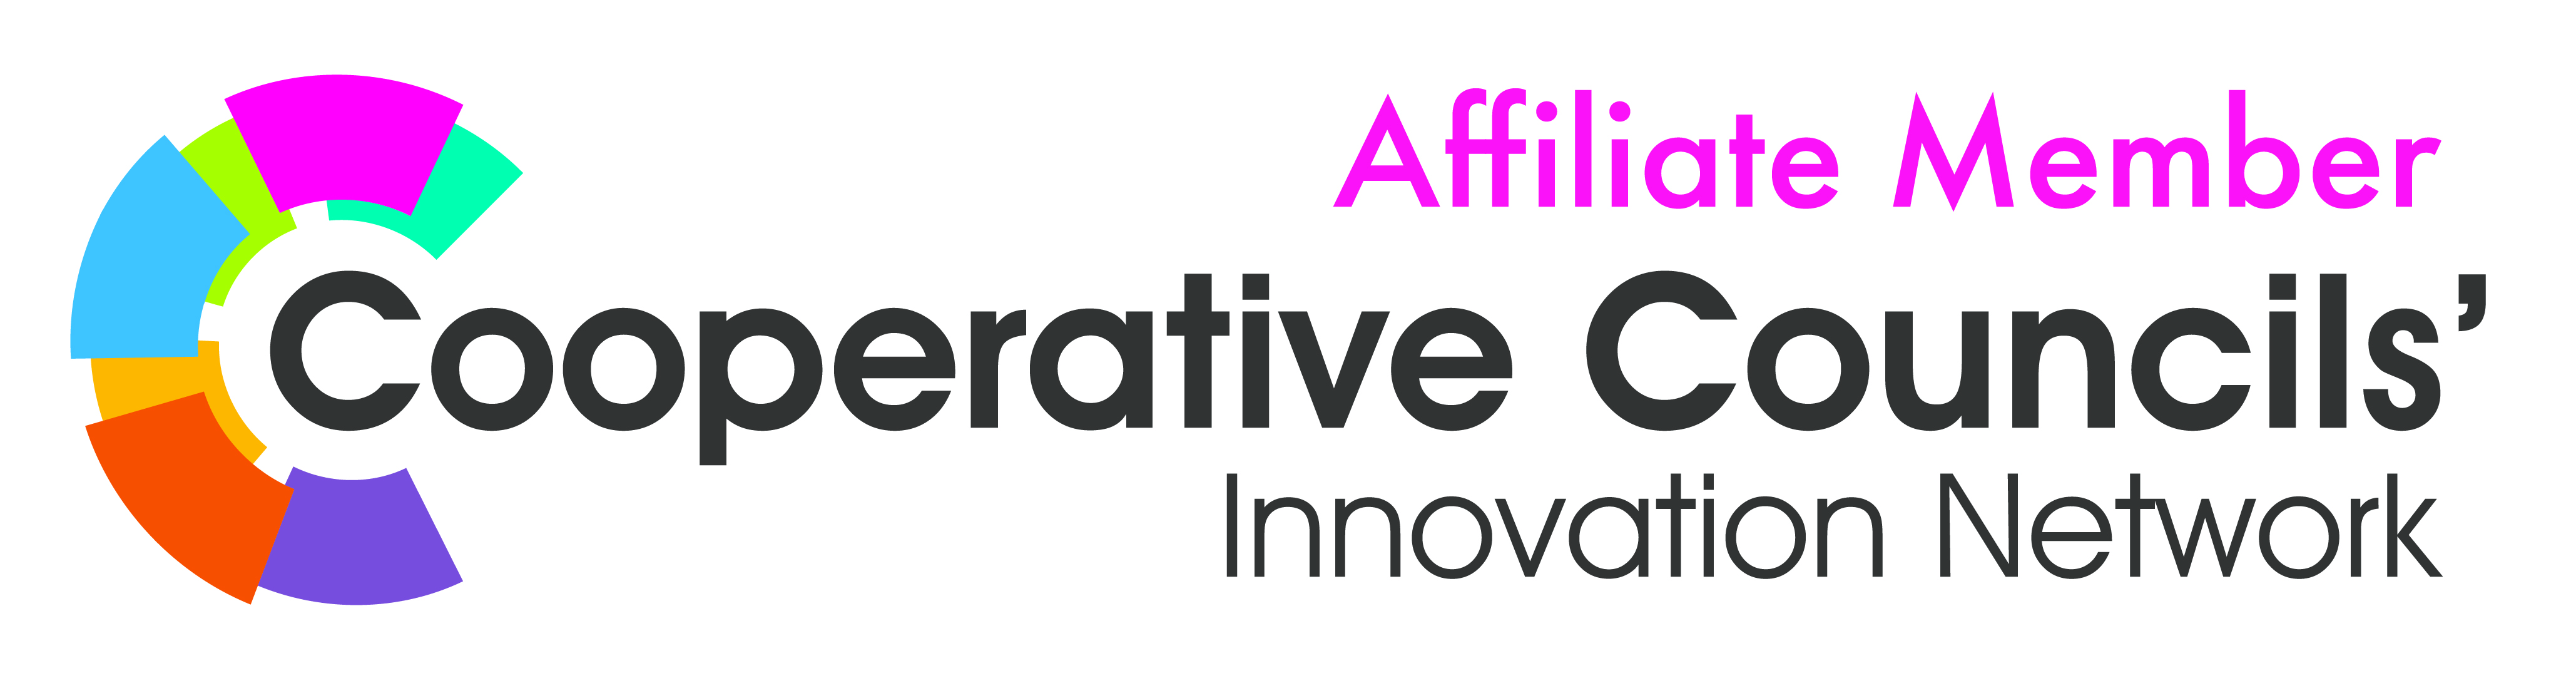 Affiliate Member
Cooperative Councils’
Innovation Network